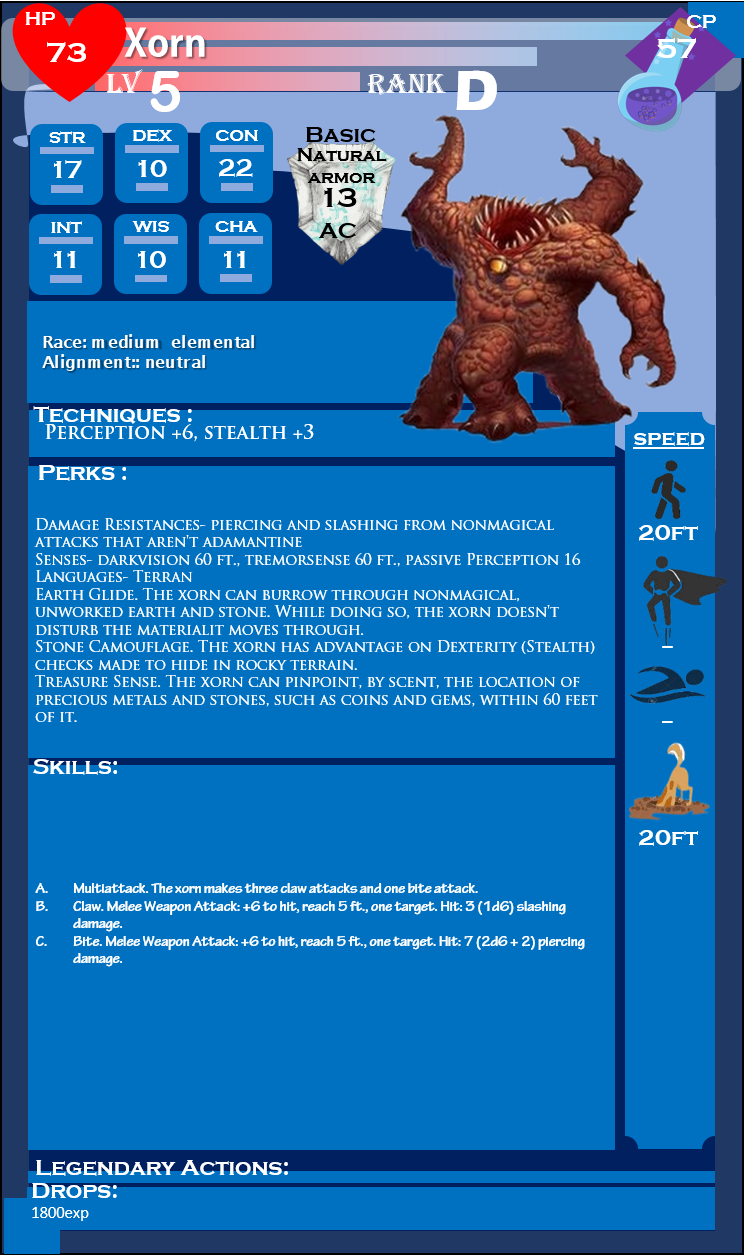 HP
CP
73
Xorn
57
LV 5
RANK D
STR
17
DEX
10
CON
22
INT
11
WIS
10
CHA
11
Basic
Natural
armor
13
AC
Race: medium elemental
Alignment:: neutral
Techniques :
Perception +6, stealth +3
Perks :
Damage Resistances- piercing and slashing from nonmagical
attacks that aren't adamantine
Senses- darkvision 60 ft., tremorsense 60 ft., passive Perception 16
Languages- Terran
Earth Glide. The xorn can burrow through nonmagical,
unworked earth and stone. While doing so, the xorn doesn't
disturb the materialit moves through.
Stone Camouflage. The xorn has advantage on Dexterity (Stealth)
checks made to hide in rocky terrain.
Treasure Sense. The xorn can pinpoint, by scent, the location of
precious metals and stones, such as coins and gems, within 60 feet
of it.
speed
20ft
–
–
20ft
Skills:
A. Multiattack. The xorn makes three claw attacks and one bite attack.
B. Claw. Melee Weapon Attack: +6 to hit, reach 5 ft., one target. Hit: 3 (1d6) slashing
damage.
C. Bite. Melee Weapon Attack: +6 to hit, reach 5 ft., one target. Hit: 7 (2d6 + 2) piercing
damage.
Legendary Actions:
Drops:
1800exp